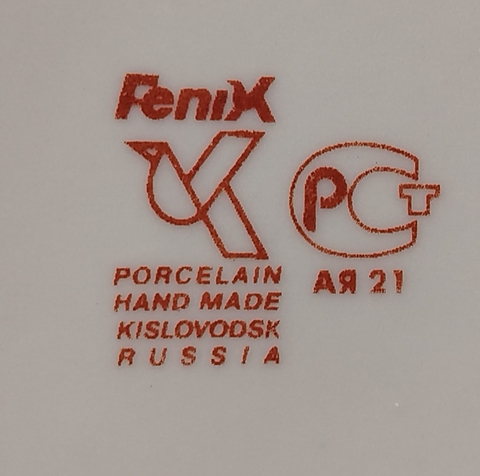 Fenix
PORCELAIN
HAND MADE
KISLOVODSK
RUSSIA
РСТ
АЯ 21